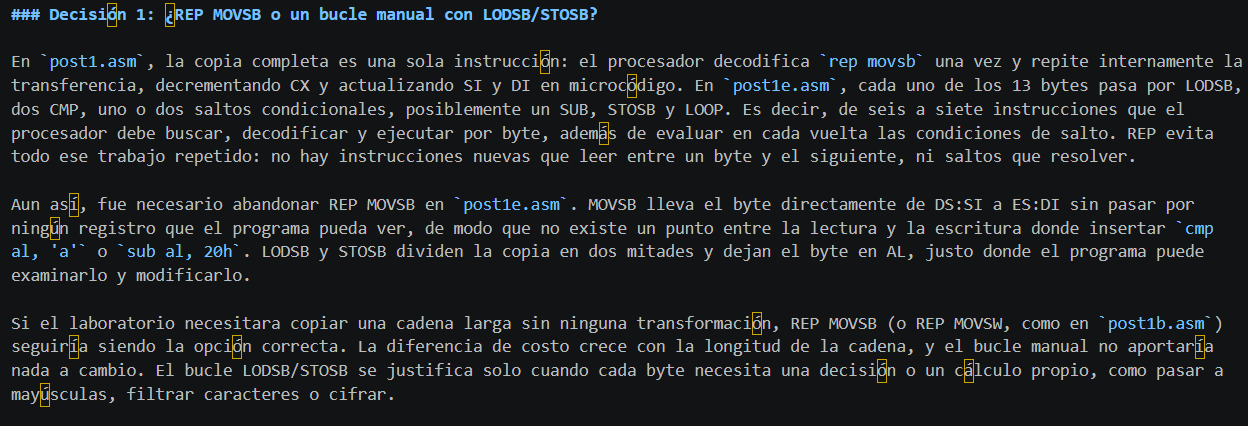 ### Decisión 1: ¿REP MOVSB o un bucle manual con LODSB/STOSB?
En `post1.asm`, la copia completa es una sola instrucción: el procesador decodifica `rep movsb` una vez y repite internamente la
transferencia, decrementando CX y actualizando SI y DI en microcódigo. En `post1e.asm`, cada uno de los 13 bytes pasa por LODSB,
dos CMP, uno o dos saltos condicionales, posiblemente un SUB, STOSB y LOOP. Es decir, de seis a siete instrucciones que el
procesador debe buscar, decodificar y ejecutar por byte, además de evaluar en cada vuelta las condiciones de salto. REP evita
todo ese trabajo repetido: no hay instrucciones nuevas que leer entre un byte y el siguiente, ni saltos que resolver.
Aun así, fue necesario abandonar REP MOVSB en `post1e.asm`. MOVSB lleva el byte directamente de DS:SI a ES:DI sin pasar por
ningún registro que el programa pueda ver, de modo que no existe un punto entre la lectura y la escritura donde insertar `cmp
al, 'a'` o `sub al, 20h`. LODSB y STOSB dividen la copia en dos mitades y dejan el byte en AL, justo donde el programa puede
examinarlo y modificarlo.
Si el laboratorio necesitara copiar una cadena larga sin ninguna transformación, REP MOVSB (o REP MOVSW, como en `post1b.asm`)
seguiría siendo la opción correcta. La diferencia de costo crece con la longitud de la cadena, y el bucle manual no aportaría
nada a cambio. El bucle LODSB/STOSB se justifica solo cuando cada byte necesita una decisión o un cálculo propio, como pasar a
mayúsculas, filtrar caracteres o cifrar.